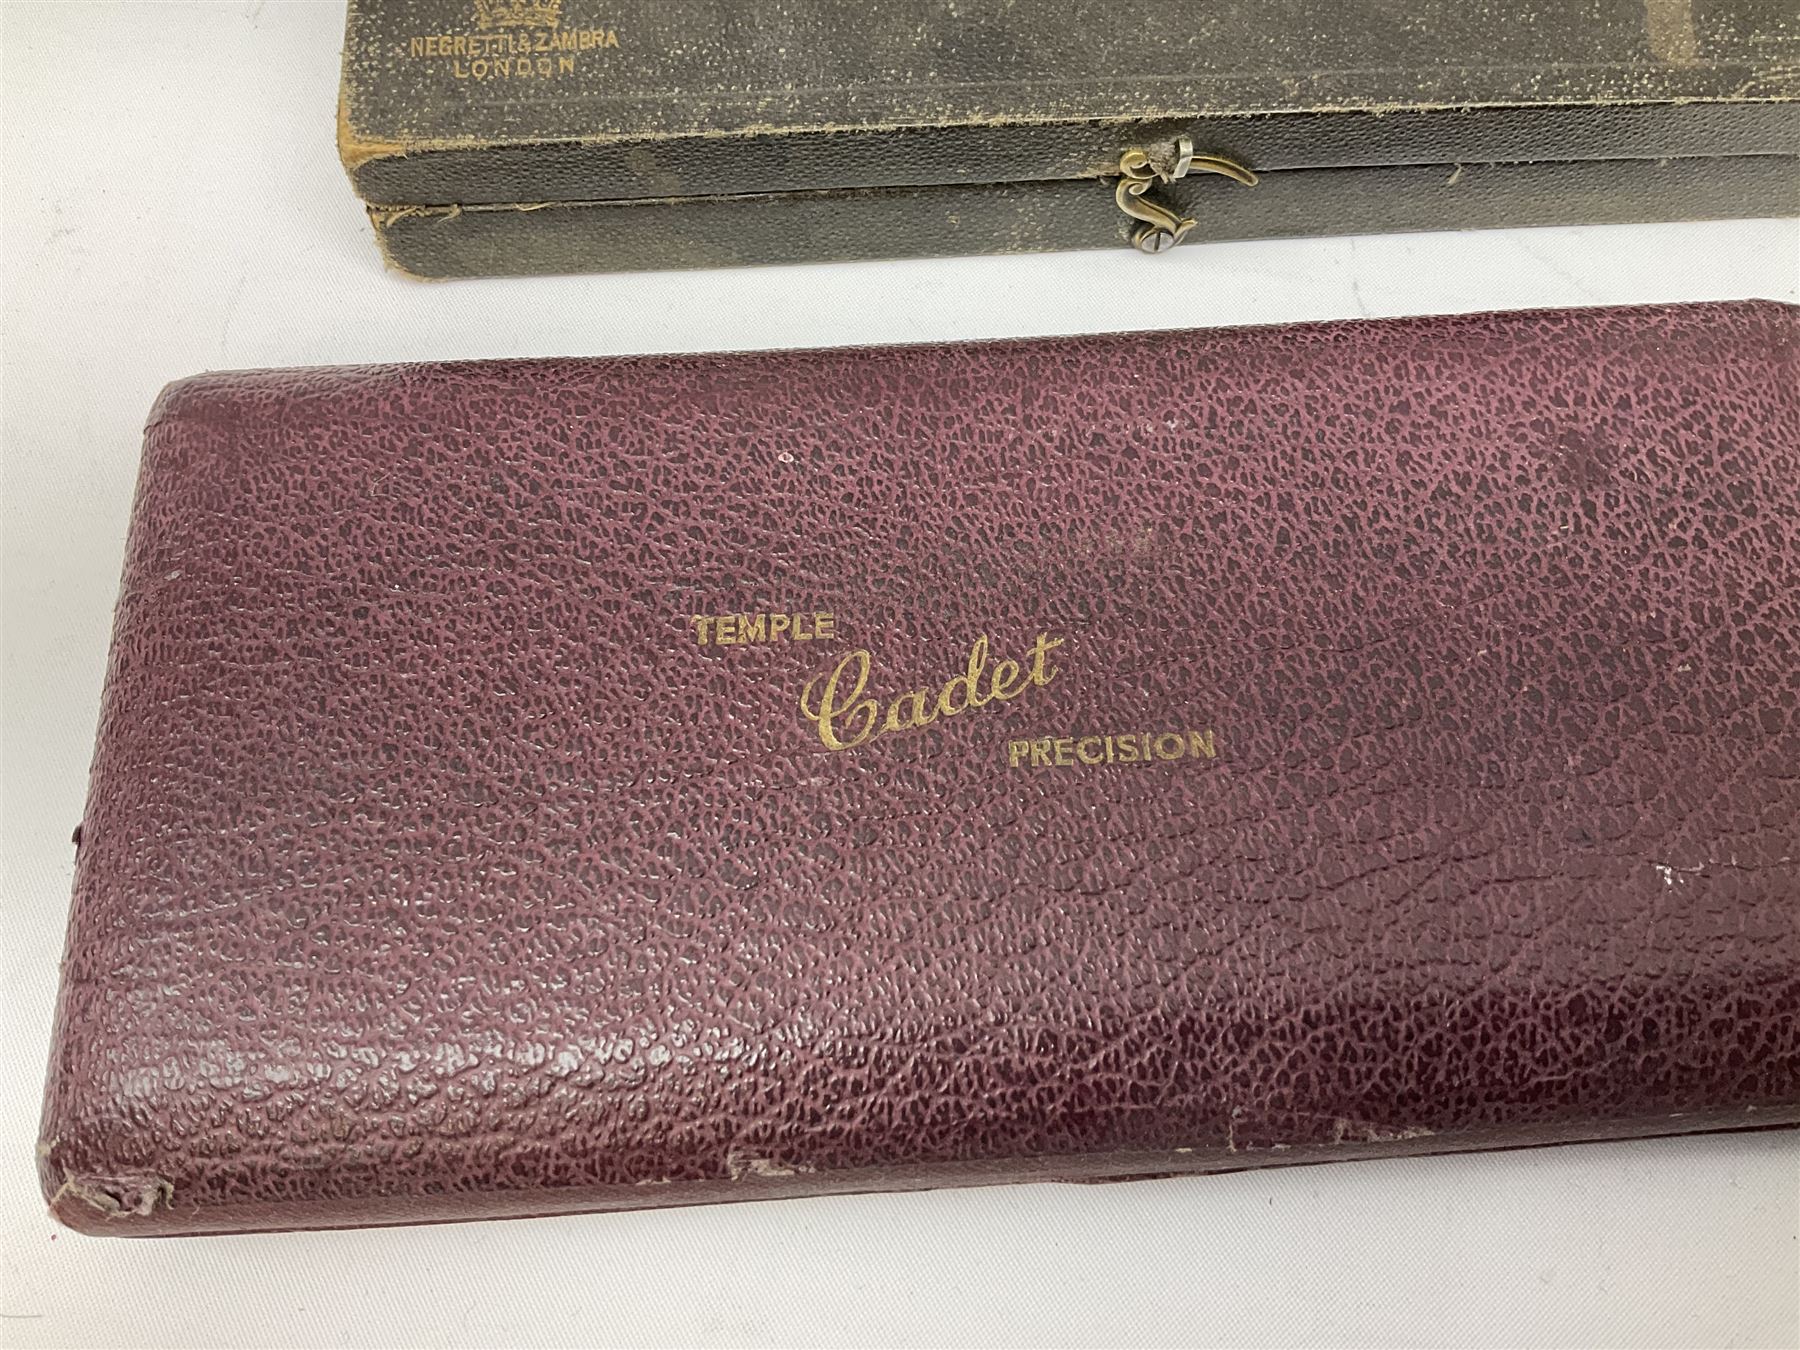 NEGRETTI & ZAMBRA
LONDON
TEMPLE
Cadet
PRECISION